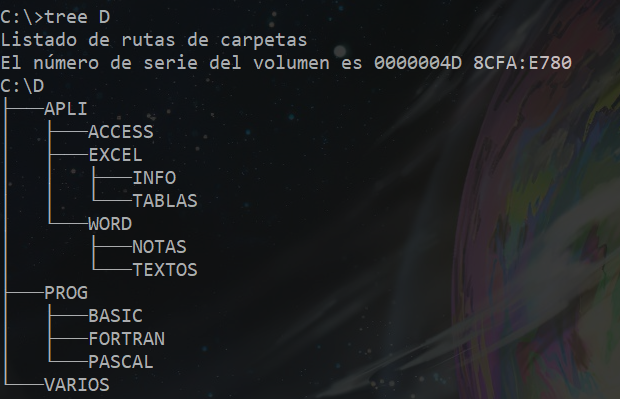 C:\>tree D
Listado de rutas de carpetas
El número de serie del volumen es 0000004D 8CFA:E780
C:\D
├───APLI
│   ├───ACCESS
│   ├───EXCEL
│   │   ├───INFO
│   │   └───TABLAS
│   └───WORD
│       ├───NOTAS
│       └───TEXTOS
├───PROG
│   ├───BASIC
│   ├───FORTRAN
│   └───PASCAL
└───VARIOS